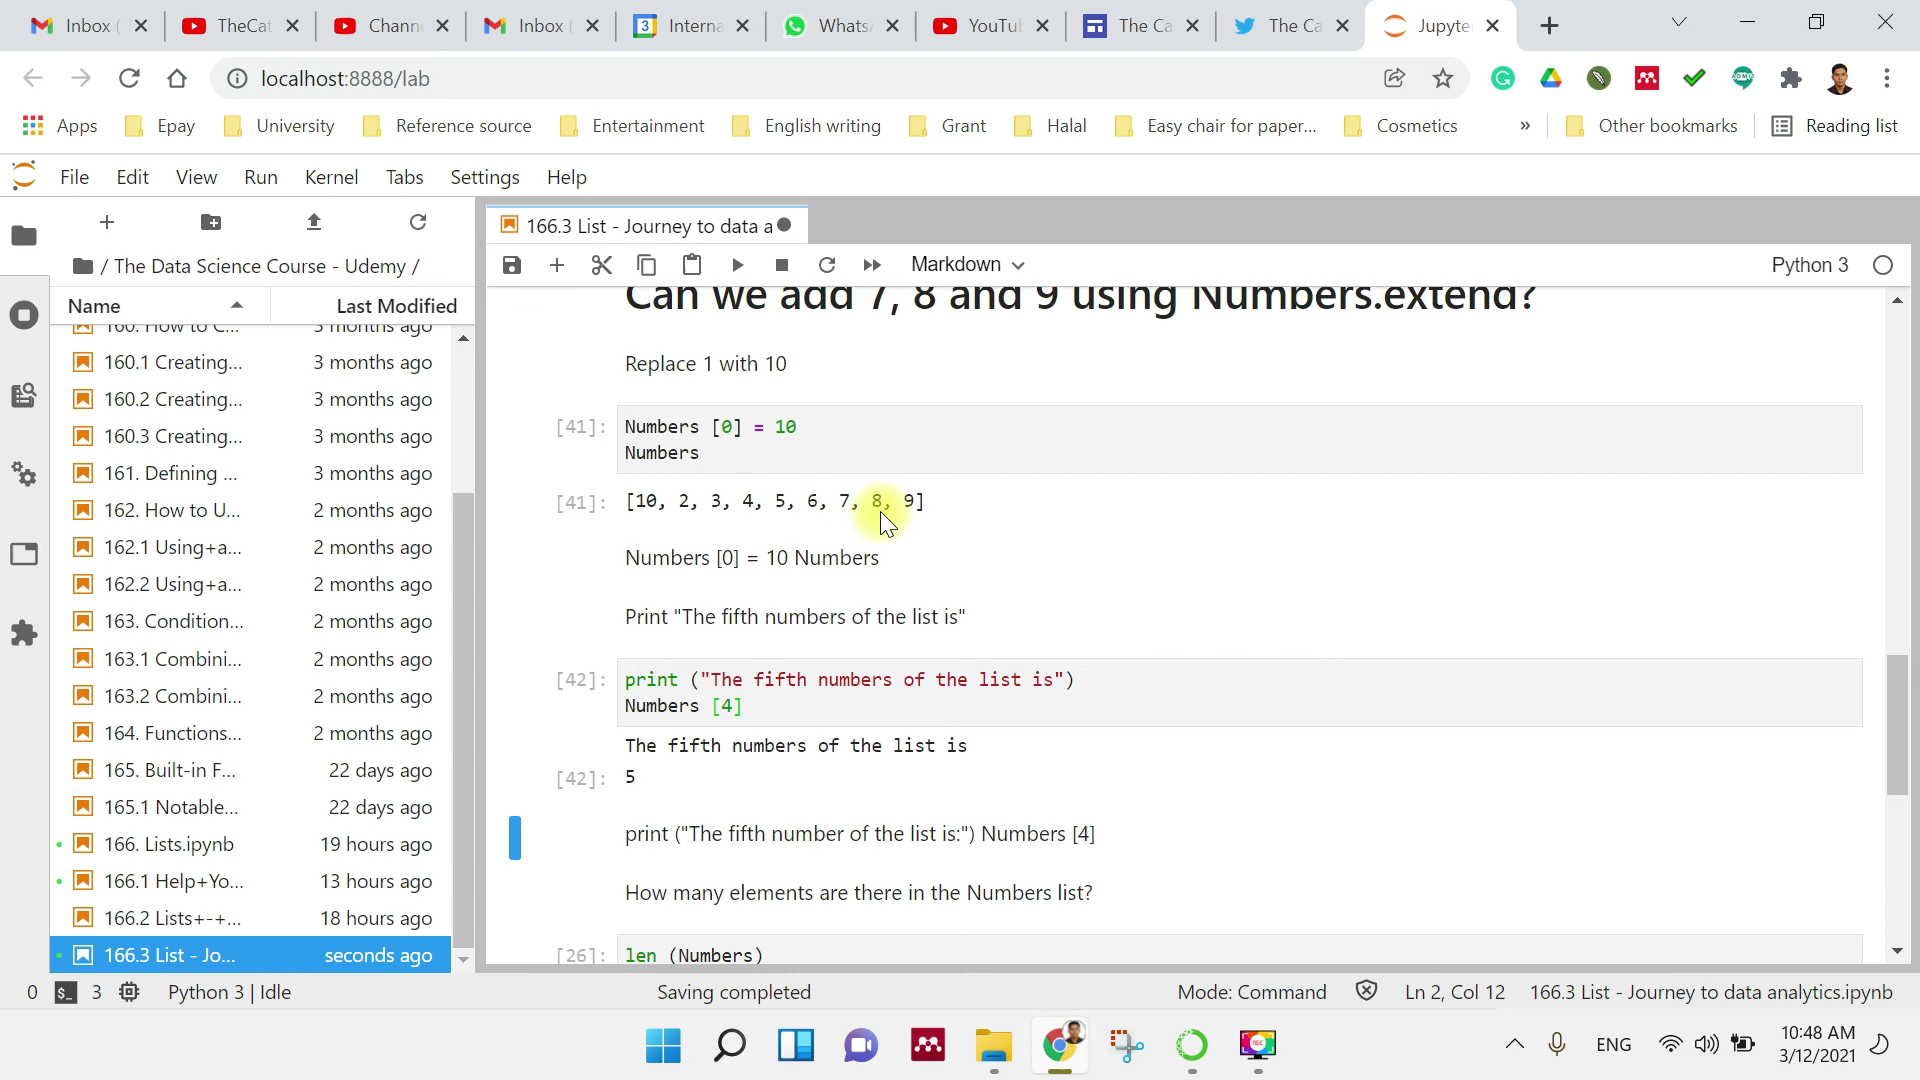 Inbox (
TheCat
Chann
Inbox (
Interna
Whats
YouTu
The Ca
The Ca
Jupyte
localhost:8888/lab
Apps
Epay
University
Reference source
Entertainment
English writing
Grant
Halal
Easy chair for paper...
Cosmetics
»
Other bookmarks
Reading list
File
Edit
View
Run
Kernel
Tabs
Settings
Help
166.3 List - Journey to data a
/ The Data Science Course - Udemy /
Markdown
Python 3
Name
Last Modified
160. How to C... 3 months ago
160.1 Creating... 3 months ago
160.2 Creating... 3 months ago
160.3 Creating... 3 months ago
161. Defining ... 3 months ago
162. How to U... 2 months ago
162.1 Using+a... 2 months ago
162.2 Using+a... 2 months ago
163. Condition... 2 months ago
163.1 Combini... 2 months ago
163.2 Combini... 2 months ago
164. Functions... 2 months ago
165. Built-in F... 22 days ago
165.1 Notable... 22 days ago
166. Lists.ipynb 19 hours ago
166.1 Help+Yo... 13 hours ago
166.2 Lists+-+... 18 hours ago
166.3 List - Jo... seconds ago
Can we add 7, 8 and 9 using Numbers.extend?
Replace 1 with 10
[41]: Numbers [0] = 10
Numbers
[41]: [10, 2, 3, 4, 5, 6, 7, 8, 9]
Numbers [0] = 10 Numbers
Print "The fifth numbers of the list is"
[42]: print ("The fifth numbers of the list is")
Numbers [4]
The fifth numbers of the list is
[42]: 5
print ("The fifth number of the list is:") Numbers [4]
How many elements are there in the Numbers list?
[26]: len (Numbers)
0
3
Python 3 | Idle
Saving completed
Mode: Command
Ln 2, Col 12
166.3 List - Journey to data analytics.ipynb
REC
ENG
10:48 AM
3/12/2021